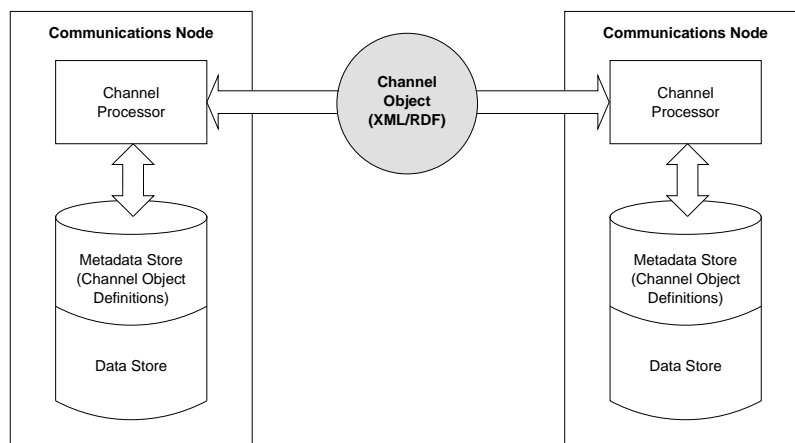 Communications Node
Channel
Processor
Metadata Store
(Channel Object
Definitions)
Data Store
Channel
Object
(XML/RDF)
Communications Node
Channel
Processor
Metadata Store
(Channel Object
Definitions)
Data Store